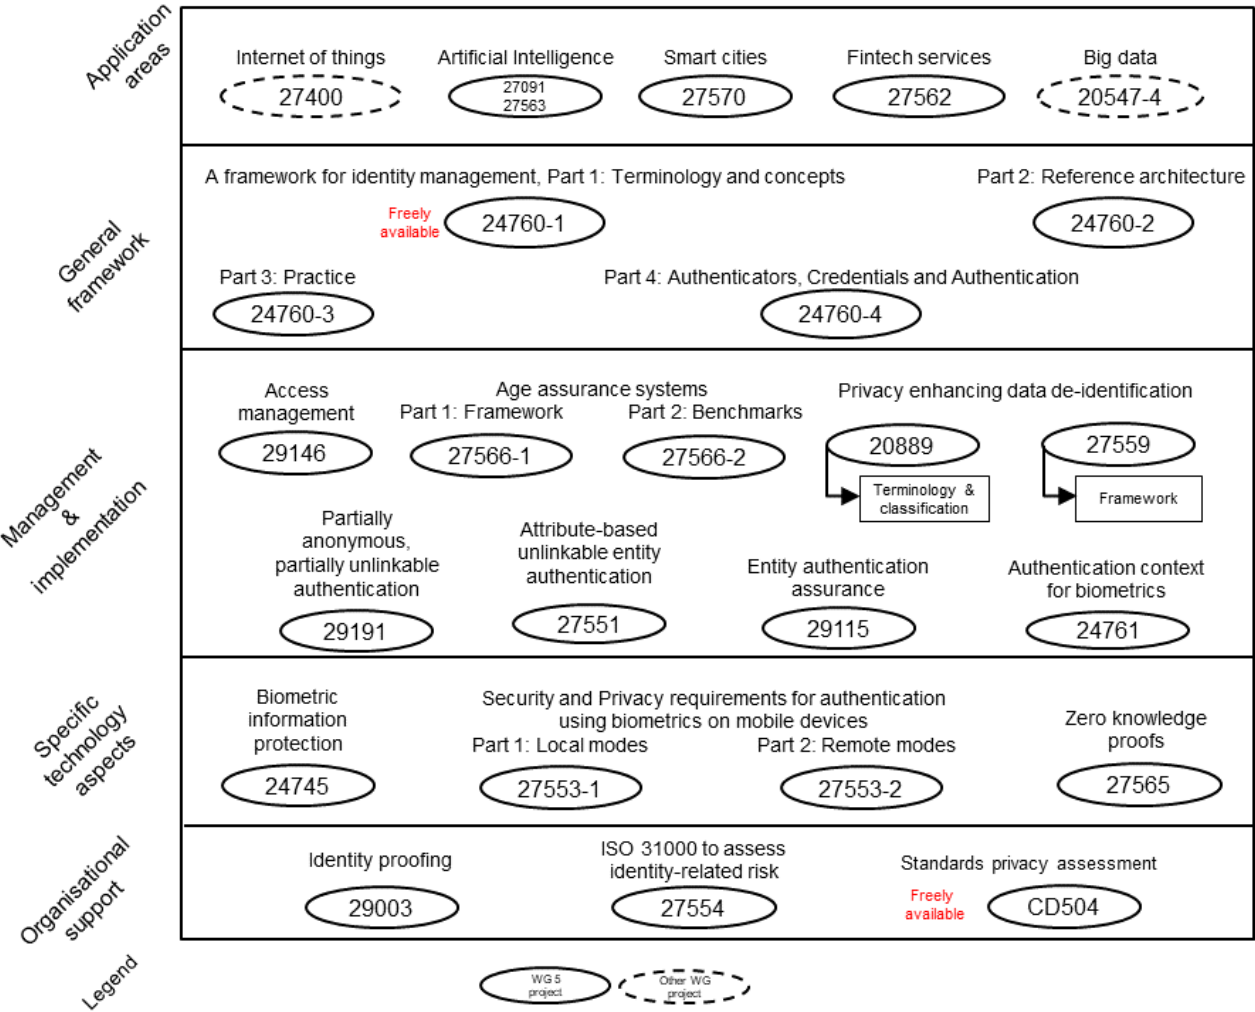 Application
areas
Internet of things
27400
Artificial Intelligence
27091
27563
Smart cities
27570
Fintech services
27562
Big data
20547-4
General
framework
A framework for identity management, Part 1: Terminology and concepts
Freely
available
24760-1
Part 2: Reference architecture
24760-2
Part 3: Practice
24760-3
Part 4: Authenticators, Credentials and Authentication
24760-4
Management
&
implementation
Access
management
29146
Age assurance systems
Part 1: Framework
27566-1
Part 2: Benchmarks
27566-2
Privacy enhancing data de-identification
20889
Terminology &
classification
27559
Framework
Partially
anonymous,
partially unlinkable
authentication
29191
Attribute-based
unlinkable entity
authentication
27551
Entity authentication
assurance
29115
Authentication context
for biometrics
24761
Specific
technology
aspects
Biometric
information
protection
24745
Security and Privacy requirements for authentication
using biometrics on mobile devices
Part 1: Local modes
27553-1
Part 2: Remote modes
27553-2
Zero knowledge
proofs
27565
Organisational
support
Identity proofing
29003
ISO 31000 to assess
identity-related risk
27554
Standards privacy assessment
Freely
available
CD504
Legend
WG 5
project
Other WG
project